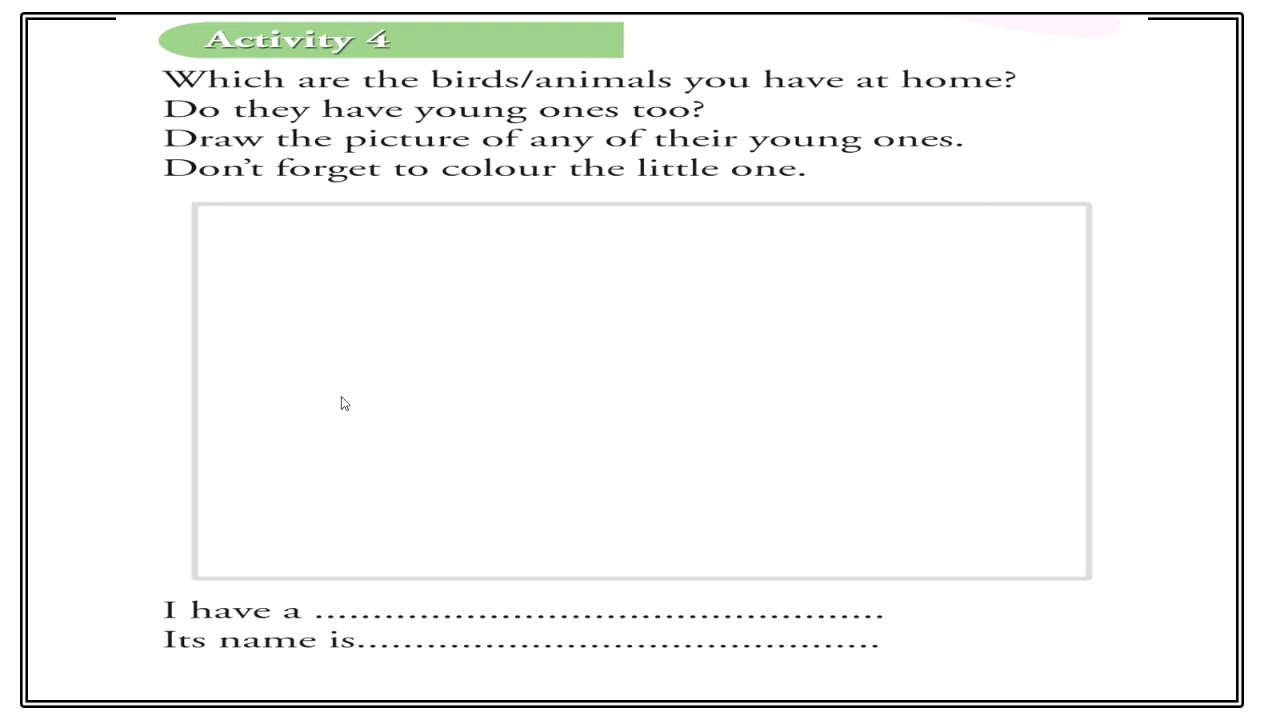 Activity 4
Which are the birds/animals you have at home?
Do they have young ones too?
Draw the picture of any of their young ones.
Don't forget to colour the little one.
I have a .................................................
Its name is.............................................